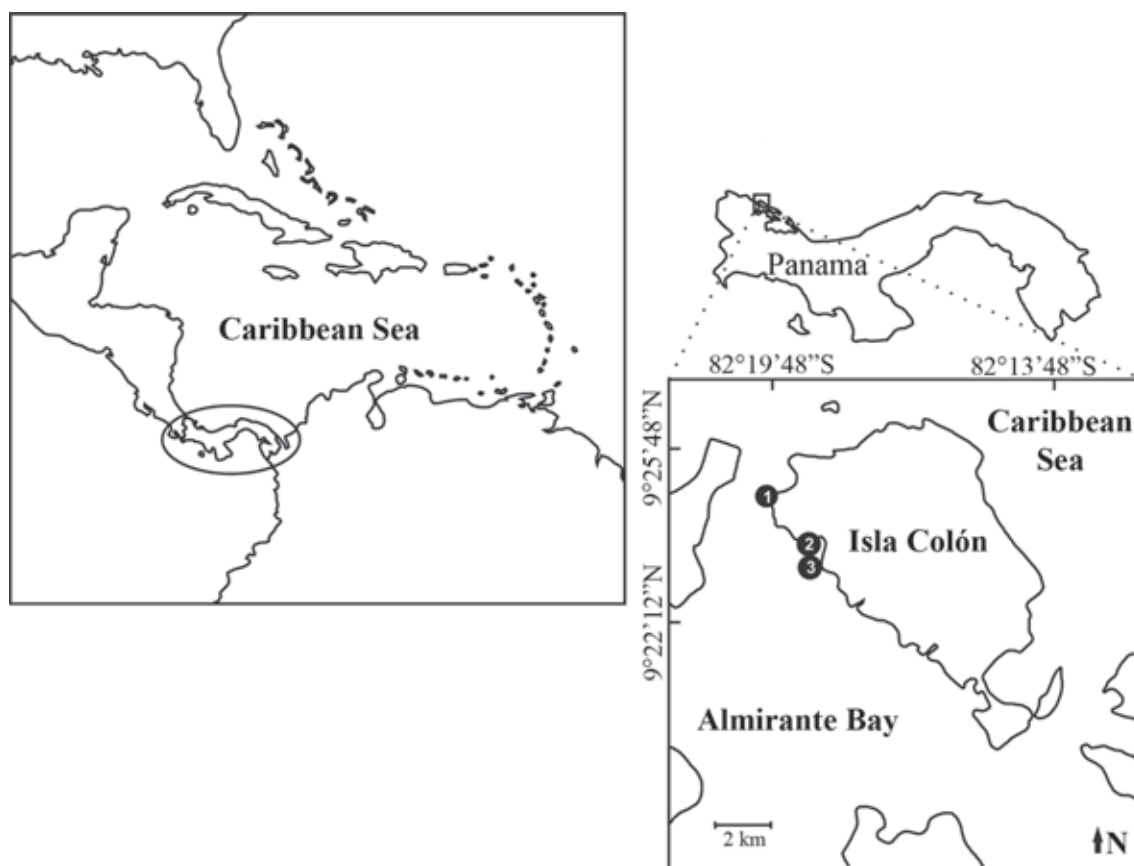 Caribbean Sea
Panama
82°19'48”S
82°13'48”S
Caribbean
Sea
9°25'48”N
1
2
Isla Colón
3
9°22'12”N
Almirante Bay
2 km
N